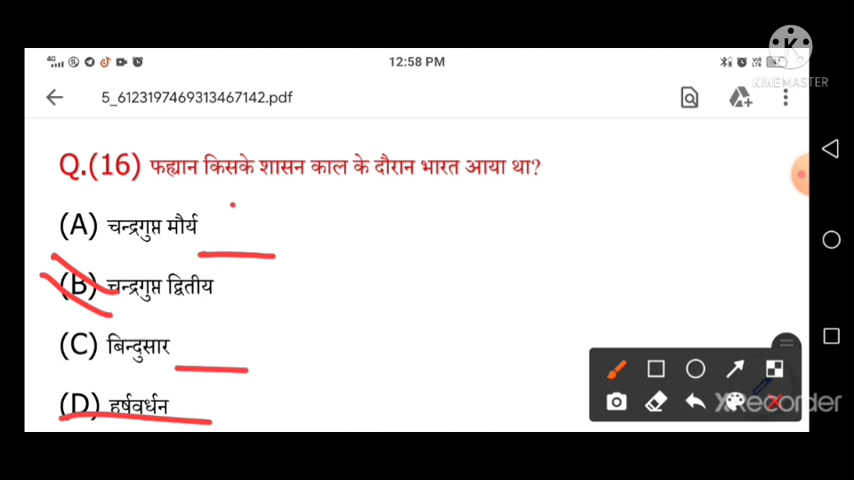 4G
12:58 PM
K
KINEMASTER
5_6123197469313467142.pdf
Q.(16) फह्यान किसके शासन काल के दौरान भारत आया था?
(A) चन्द्रगुप्त मौर्य
(B) चन्द्रगुप्त द्वितीय
(C) बिन्दुसार
(D) हर्षवर्धन
XRecorder